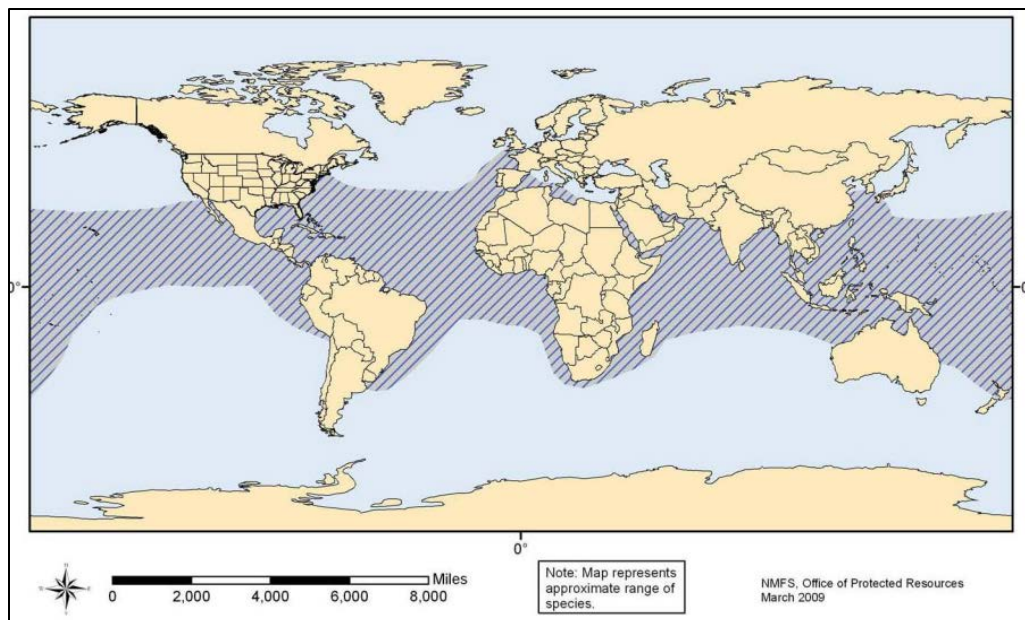 0°
0
0°
Miles
0 2,000 4,000 6,000 8,000
Note: Map represents
approximate range of
species.
NMFS, Office of Protected Resources
March 2009